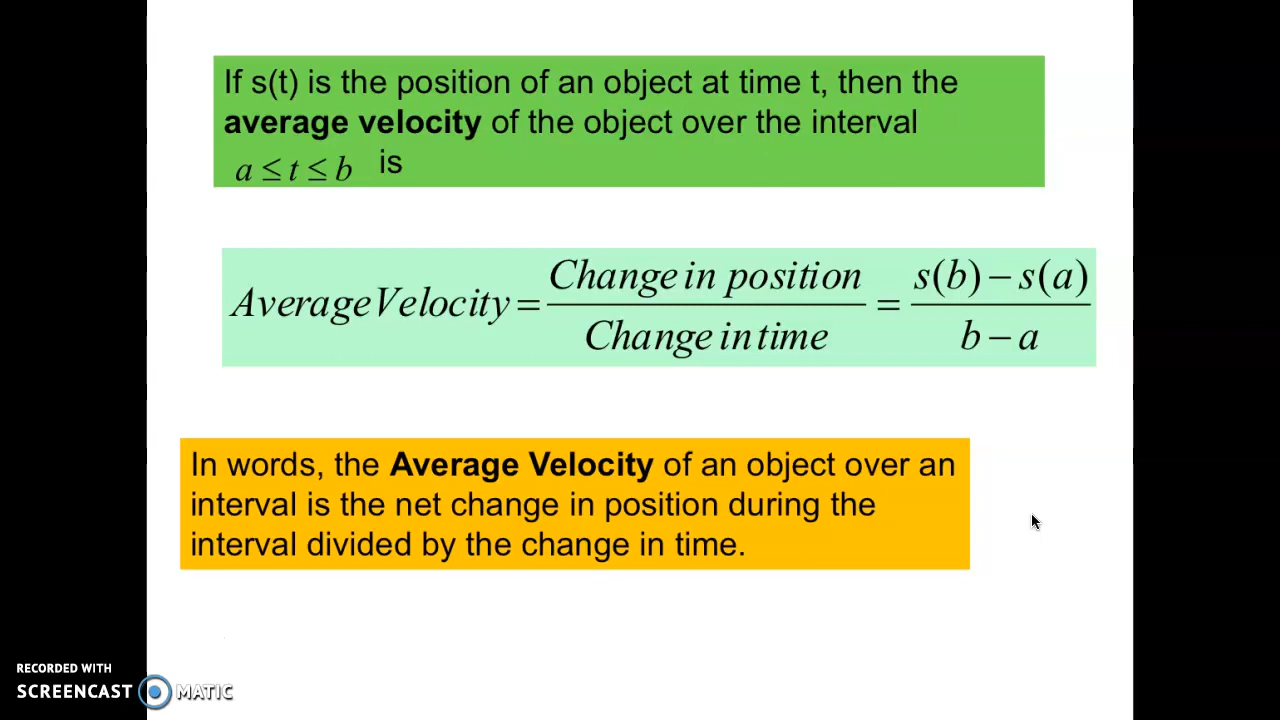 If s(t) is the position of an object at time t, then the
average velocity of the object over the interval
a ≤ t ≤ b is
Average Velocity = Change in position / Change in time = s(b) − s(a) / b − a
In words, the Average Velocity of an object over an
interval is the net change in position during the
interval divided by the change in time.
RECORDED WITH
SCREENCAST MATIC